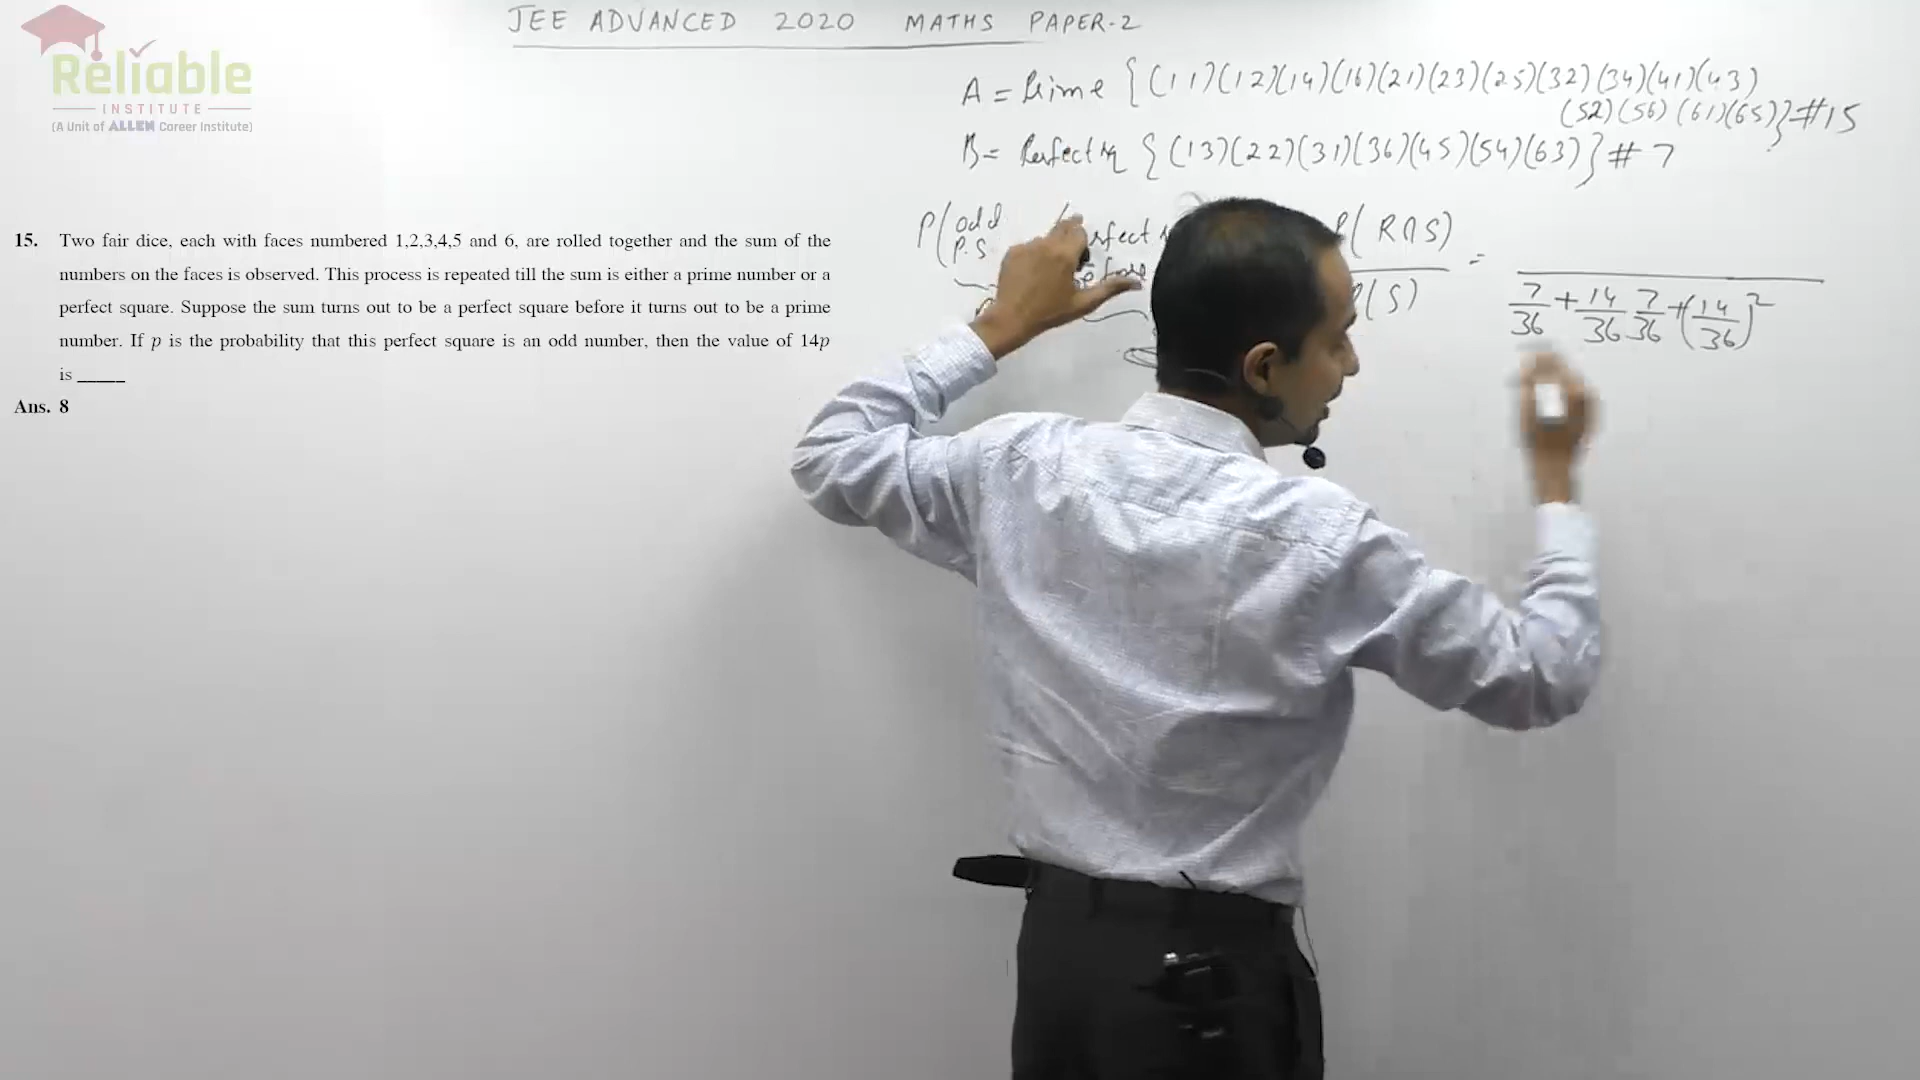 JEE ADVANCED 2020 MATHS PAPER-2
Reliable
INSTITUTE
(A Unit of ALLEN Career Institute)
A = Prime {(11)(12)(14)(16)(21)(23)(25)(32)(34)(41)(43)
(52)(56)(61)(65)} #15
B = Perfect sq {(13)(22)(31)(36)(45)(54)(63)} # 7
15. Two fair dice, each with faces numbered 1,2,3,4,5 and 6, are rolled together and the sum of the
numbers on the faces is observed. This process is repeated till the sum is either a prime number or a
perfect square. Suppose the sum turns out to be a perfect square before it turns out to be a prime
number. If p is the probability that this perfect square is an odd number, then the value of 14p
is _____
Ans. 8
P(odd P.S
(R∩S)
(S)
=
7/36 + 14/36 7/36 + (14/36)²